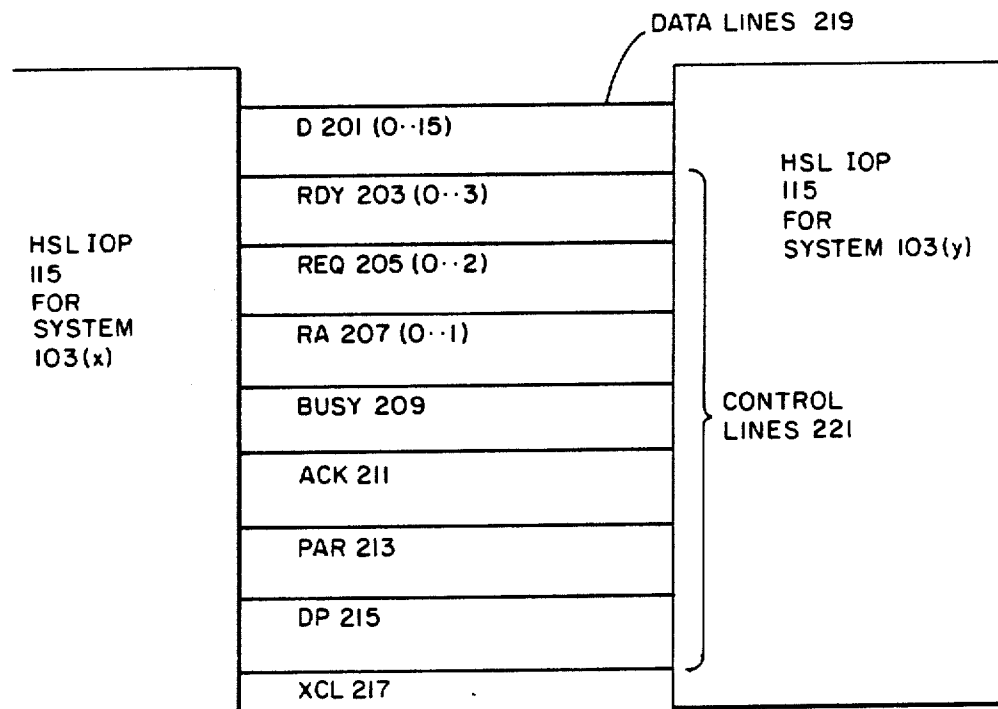 DATA LINES 219
D 201 (0··15)
RDY 203 (0··3)
REQ 205 (0··2)
RA 207 (0··1)
BUSY 209
ACK 211
PAR 213
DP 215
XCL 217
HSL IOP
115
FOR
SYSTEM
103(x)
HSL IOP
115
FOR
SYSTEM 103(y)
CONTROL
LINES 221